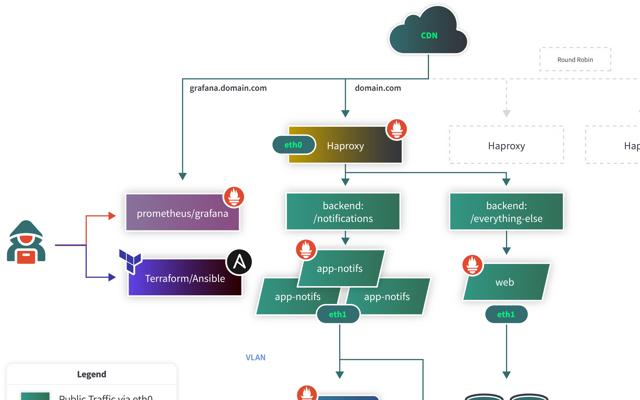 CDN
Round Robin
grafana.domain.com
domain.com
eth0
Haproxy
Haproxy
prometheus/grafana
backend:
/notifications
backend:
/everything-else
Terraform/Ansible
app-notifs
app-notifs
app-notifs
web
eth1
eth1
VLAN
Legend
Public Traffic via eth0